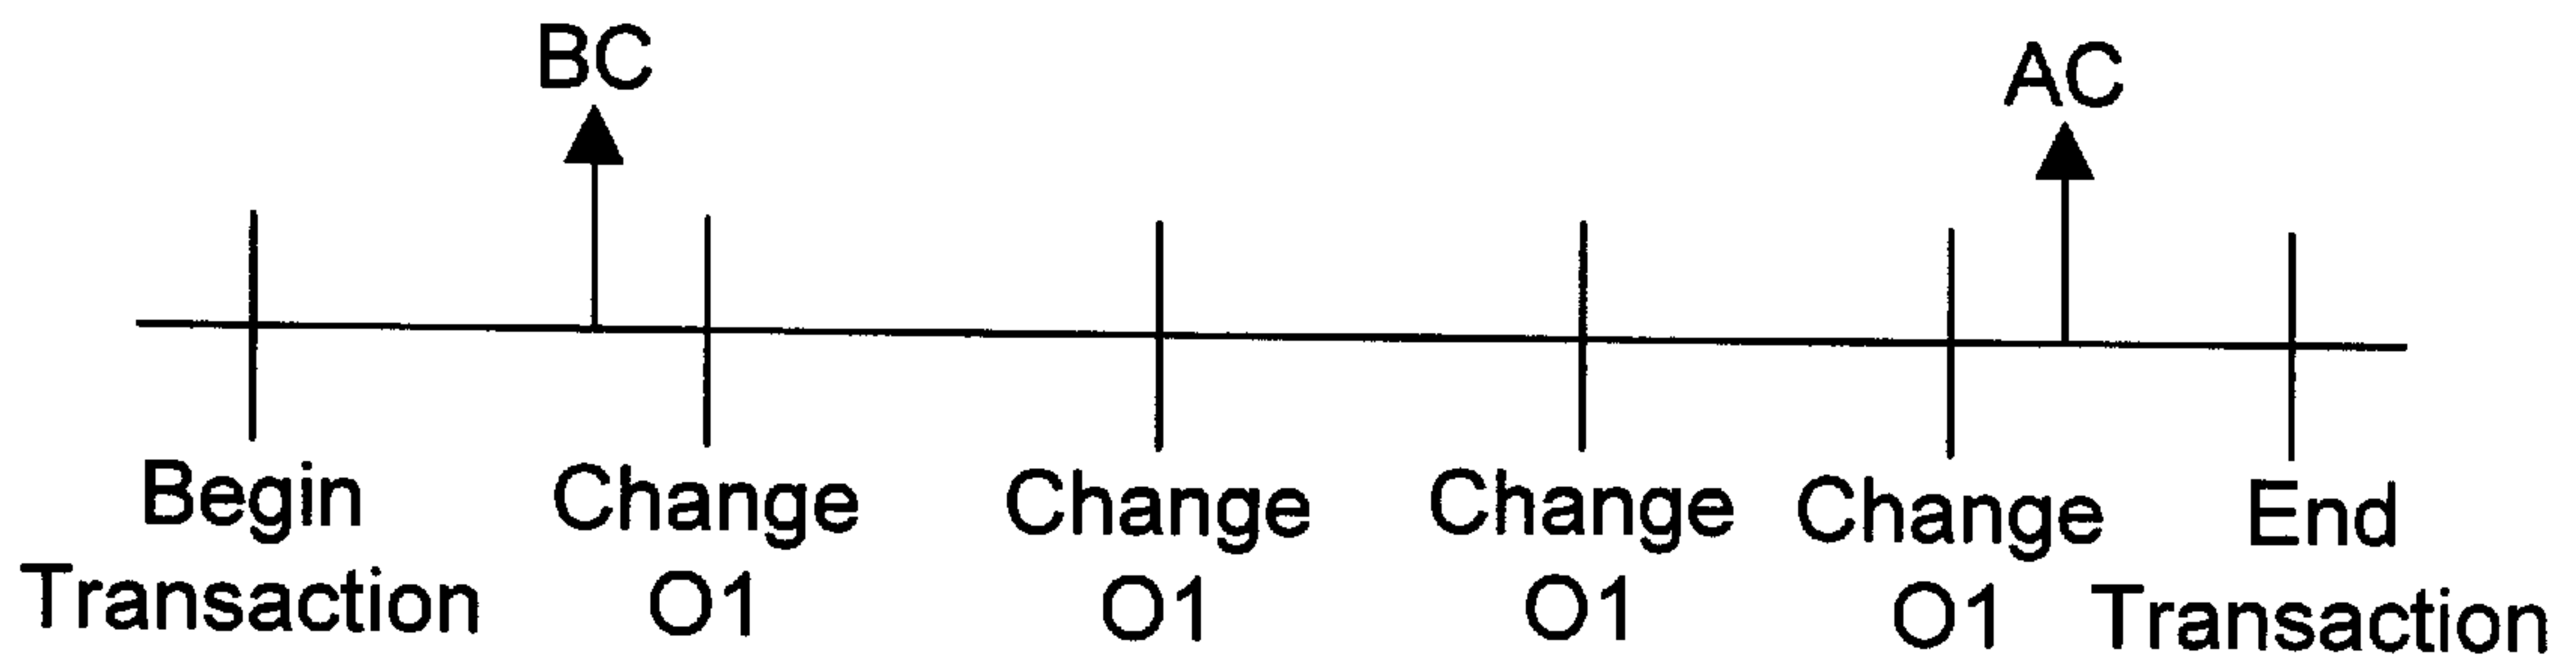 BC
AC
Begin
Transaction
Change
O1
Change
O1
Change
O1
Change
O1
End
Transaction